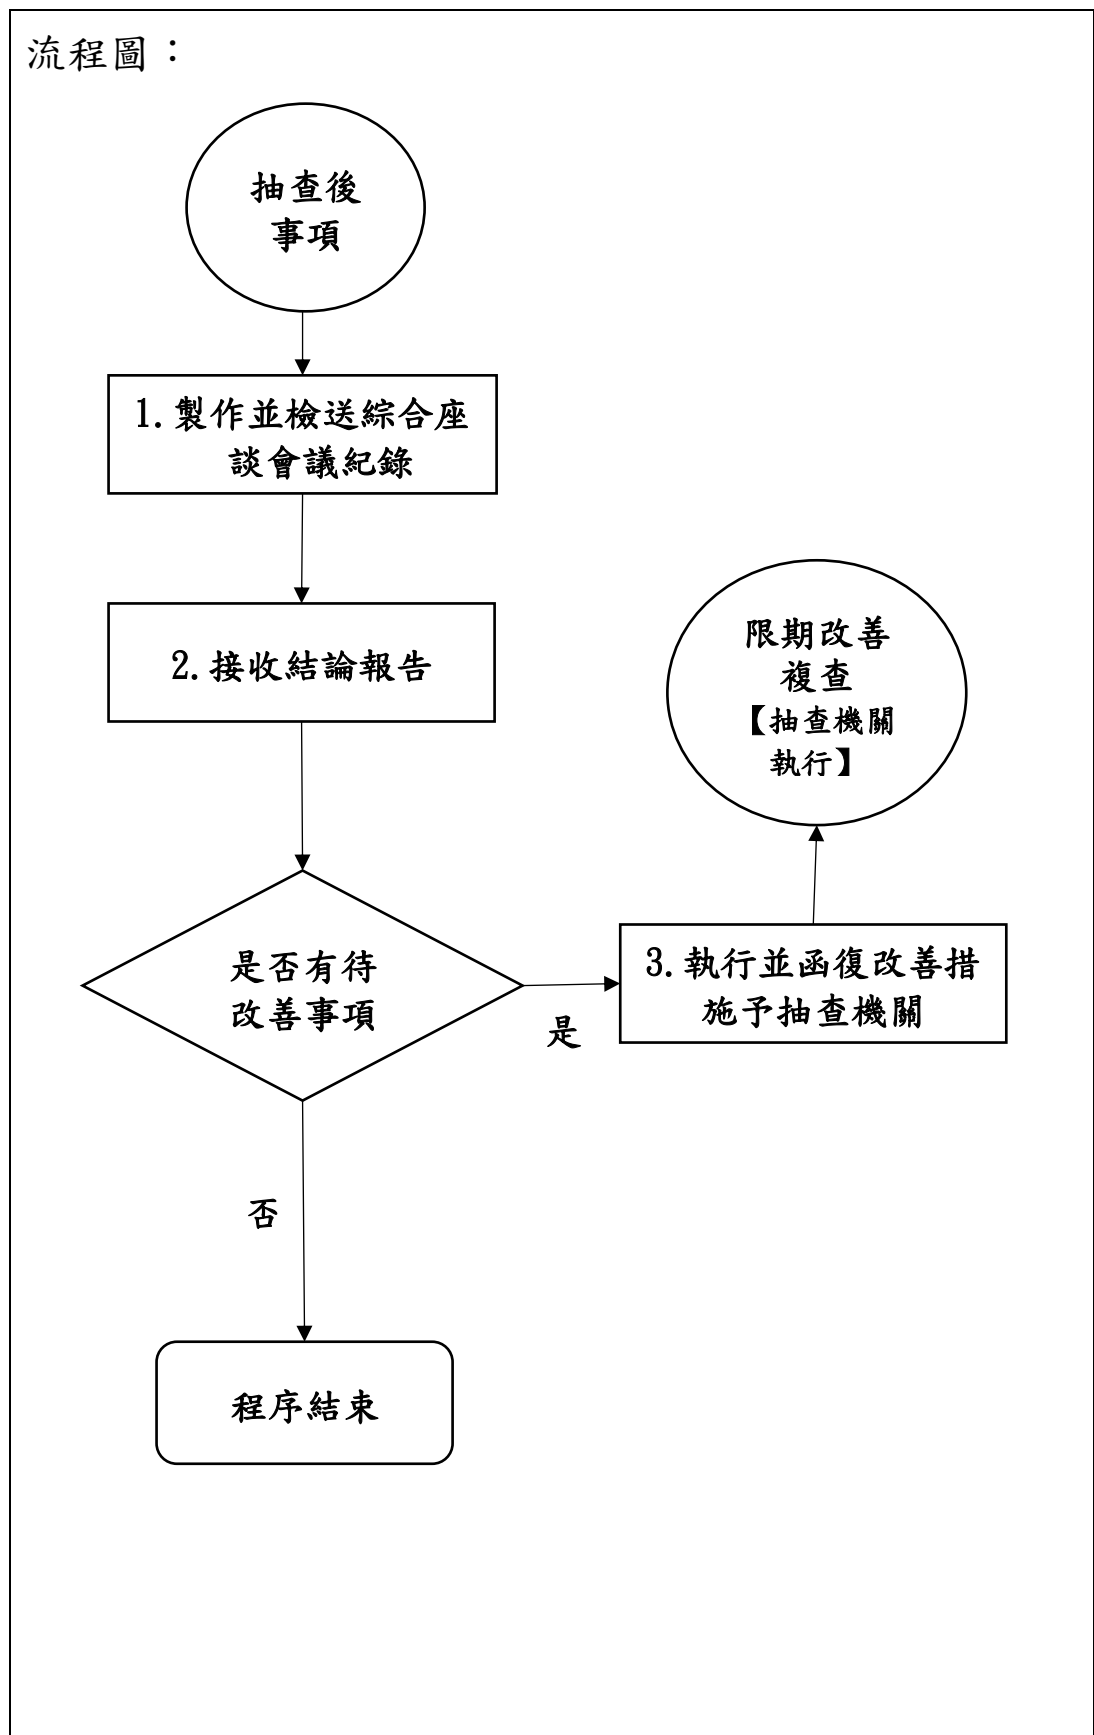 流程圖：
抽查後
事項
1.製作並檢送綜合座
談會議紀錄
2.接收結論報告
限期改善
複查
【抽查機關
執行】
是否有待
改善事項
是
3.執行並函復改善措
施予抽查機關
否
程序結束